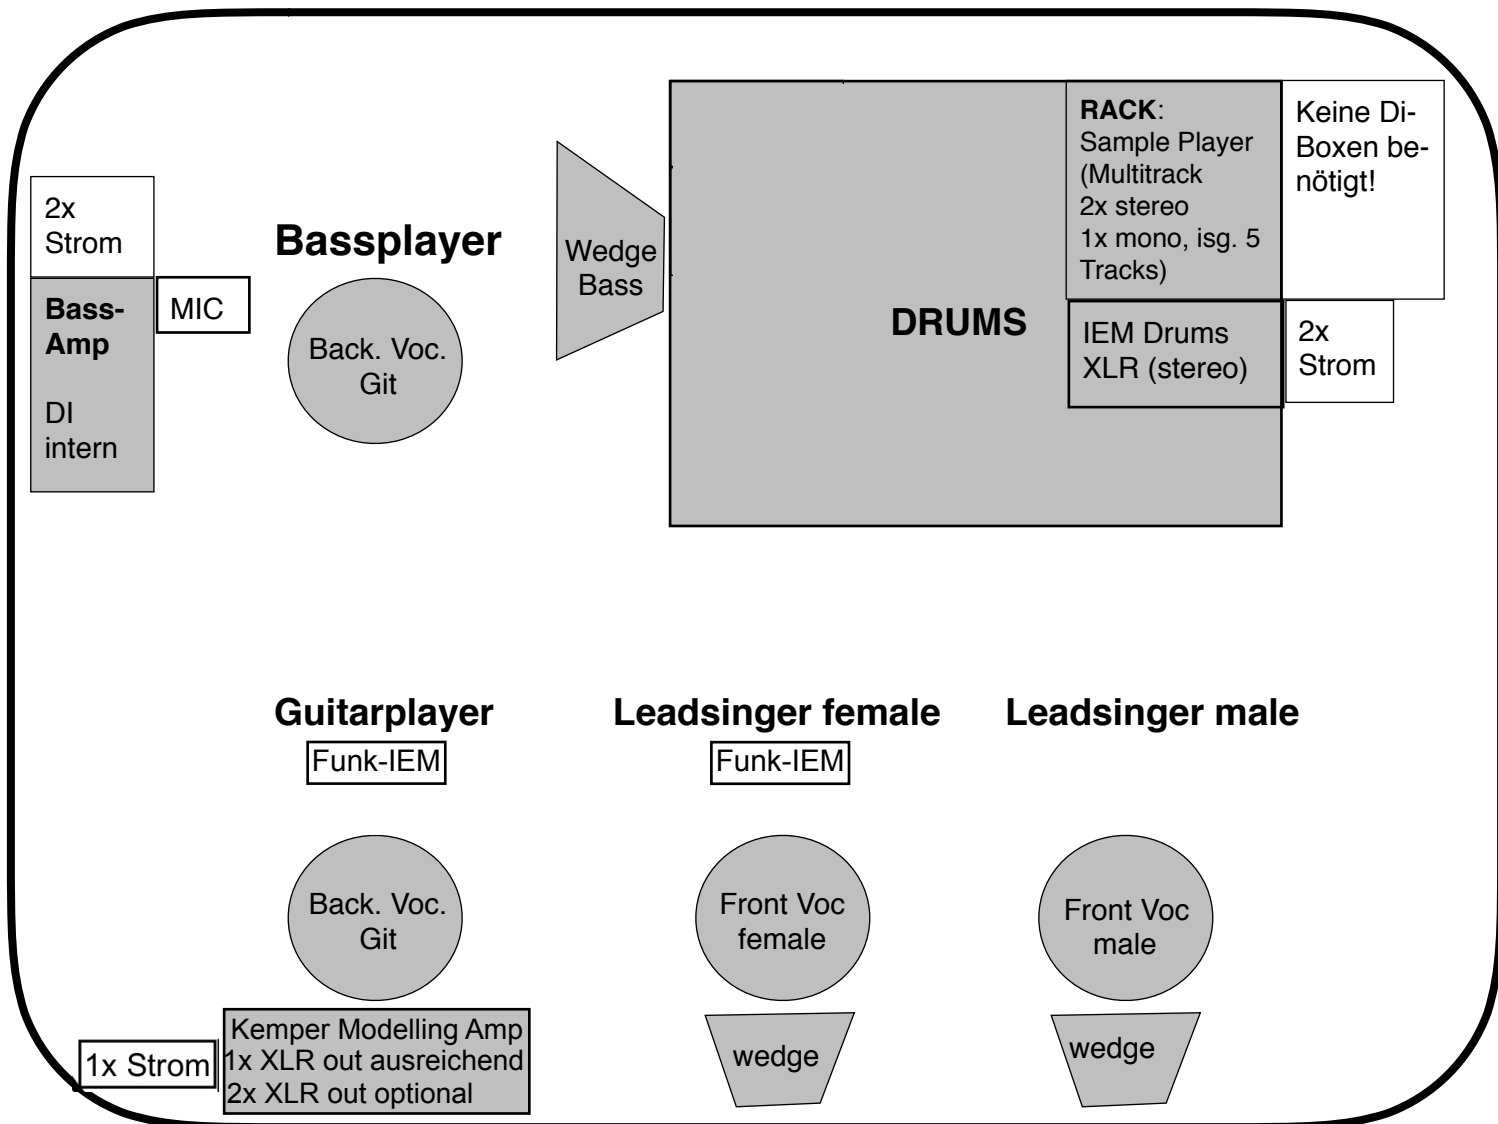 2x
Strom
Bass-
Amp
DI
intern
MIC
Bassplayer
Back. Voc.
Git
Wedge
Bass
DRUMS
RACK:
Sample Player
(Multitrack
2x stereo
1x mono, isg. 5
Tracks)
Keine Di-
Boxen be-
nötigt!
IEM Drums
XLR (stereo)
2x
Strom
Guitarplayer
Funk-IEM
Back. Voc.
Git
1x Strom
Kemper Modelling Amp
1x XLR out ausreichend
2x XLR out optional
Leadsinger female
Funk-IEM
Front Voc
female
wedge
Leadsinger male
Front Voc
male
wedge